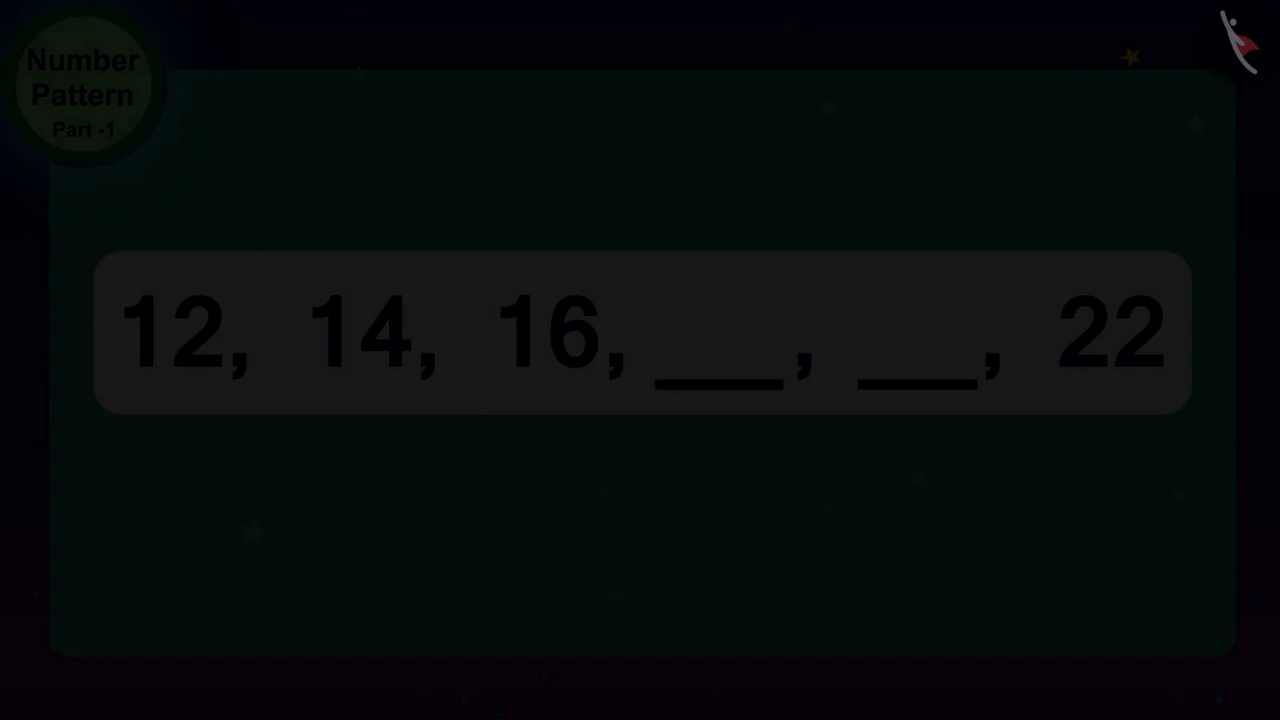 Number
Pattern
Part -1
12, 14, 16, ___, ___, 22